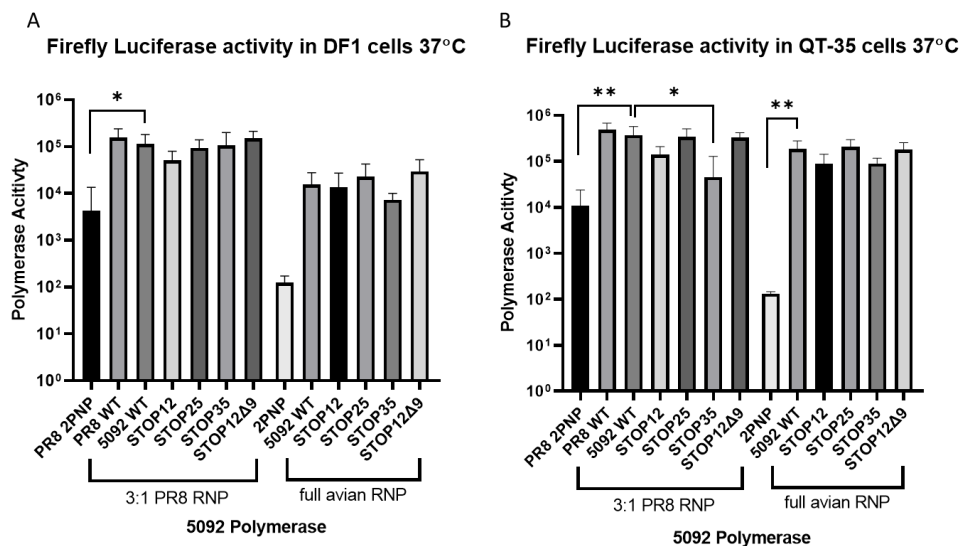 A
Firefly Luciferase activity in DF1 cells 37°C
*
Polymerase Acitivty
10⁶
10⁵
10⁴
10³
10²
10¹
10⁰
PR8 2PNP
PR8 WT
5092 WT
STOP12
STOP25
STOP35
STOP12Δ9
2PNP
5092 WT
STOP12
STOP25
STOP35
STOP12Δ9
3:1 PR8 RNP
full avian RNP
5092 Polymerase
B
Firefly Luciferase activity in QT-35 cells 37°C
**
*
**
Polymerase Activity
10⁶
10⁵
10⁴
10³
10²
10¹
10⁰
PR8 2PNP
PR8 WT
5092 WT
STOP12
STOP25
STOP35
STOP12Δ9
2PNP
5092 WT
STOP12
STOP25
STOP35
STOP12Δ9
3:1 PR8 RNP
full avian RNP
5092 Polymerase